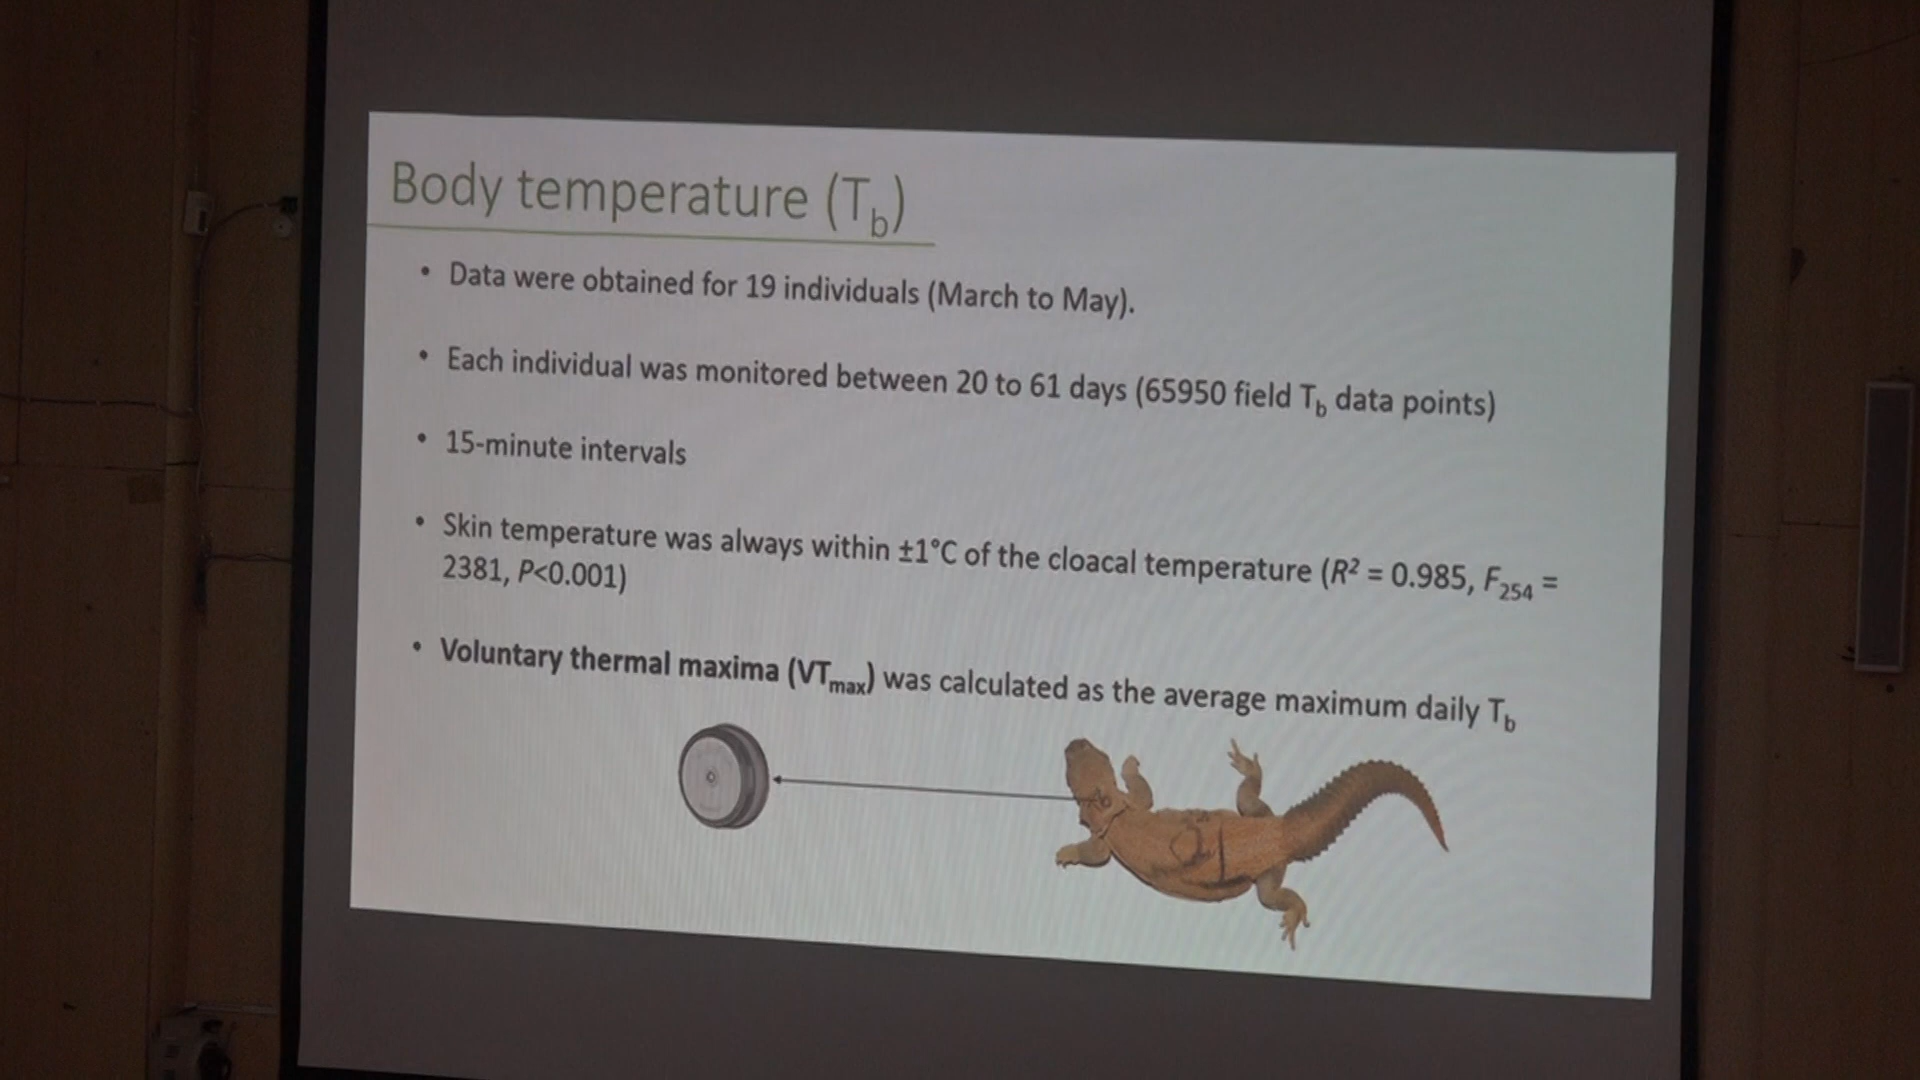 Body temperature (Tb)
• Data were obtained for 19 individuals (March to May).
• Each individual was monitored between 20 to 61 days (65950 field Tb data points)
• 15-minute intervals
• Skin temperature was always within ±1°C of the cloacal temperature (R² = 0.985, F254 =
2381, P<0.001)
• Voluntary thermal maxima (VTmax) was calculated as the average maximum daily Tb